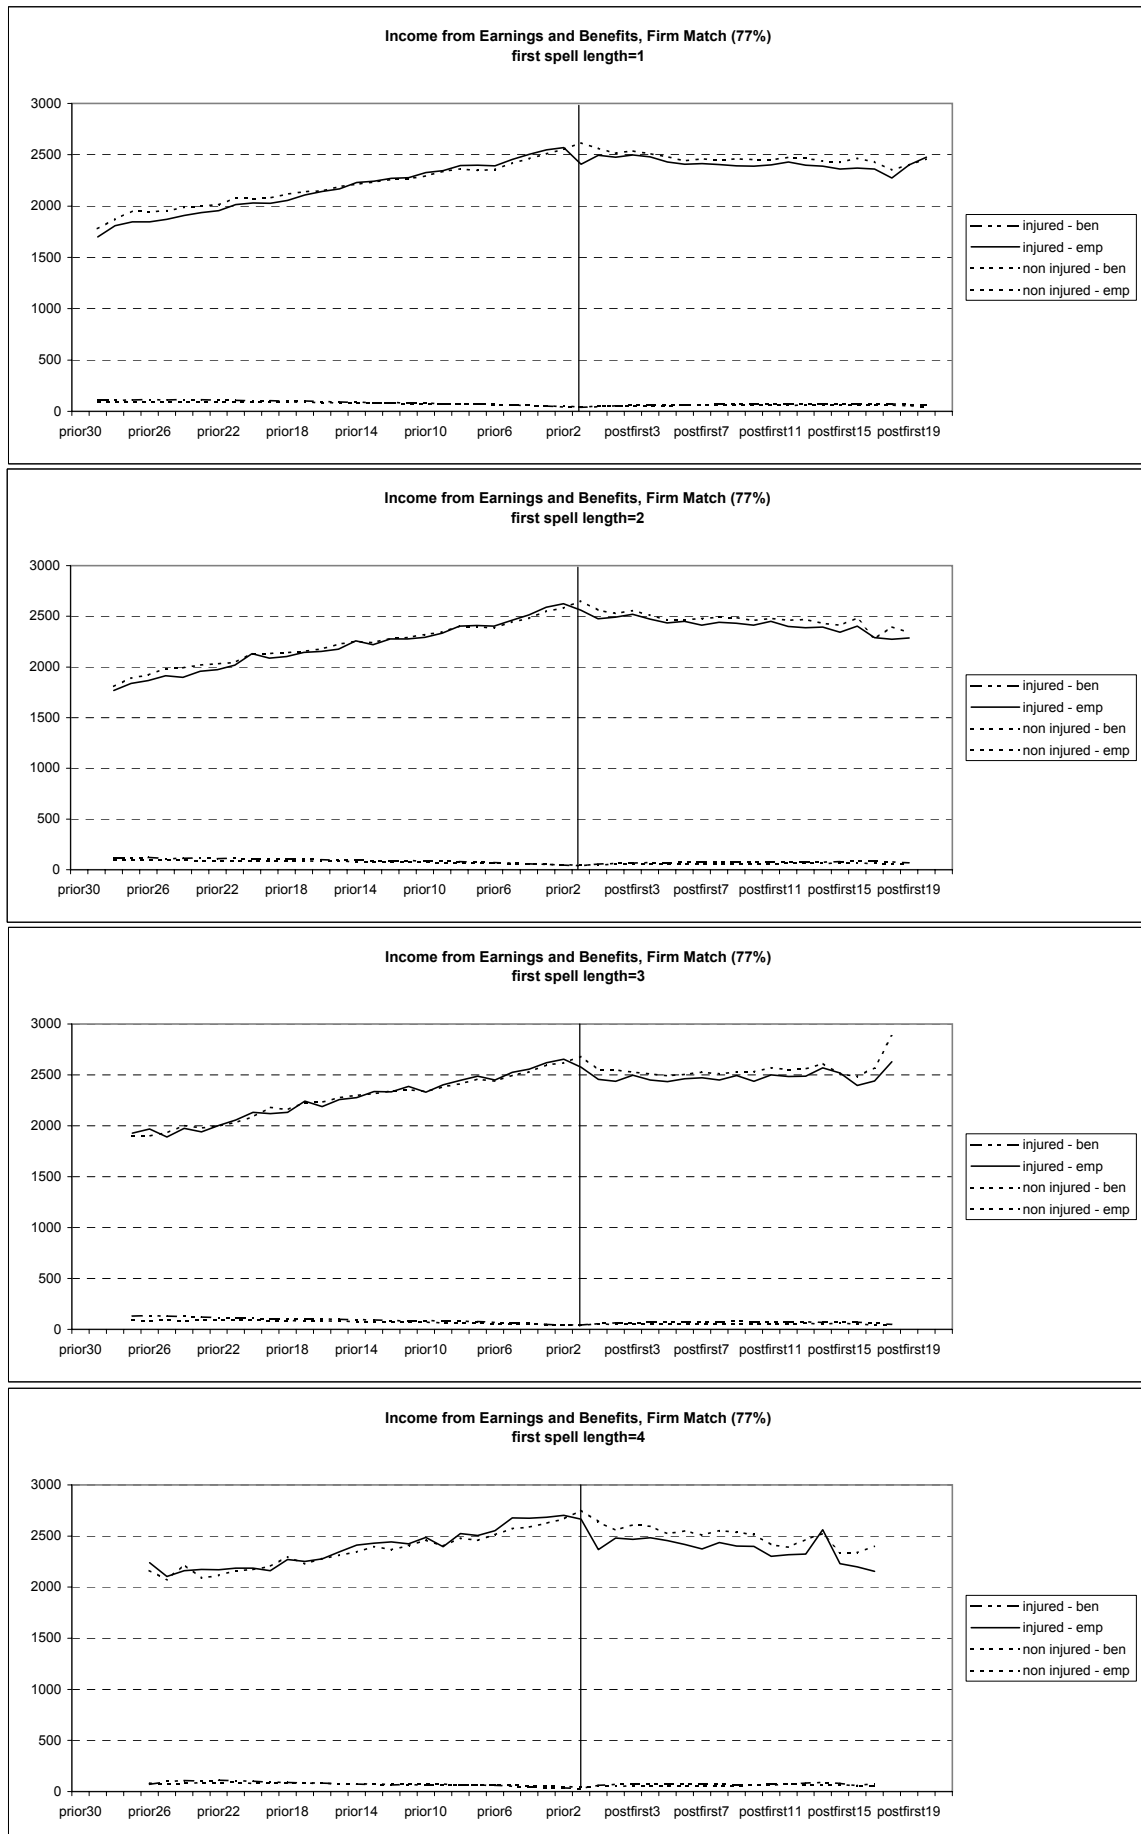 Income from Earnings and Benefits, Firm Match (77%)
first spell length=1
3000
2500
2000
1500
1000
500
0
prior30 prior26 prior22 prior18 prior14 prior10 prior6 prior2 postfirst3 postfirst7 postfirst11 postfirst15 postfirst19
injured - ben
injured - emp
non injured - ben
non injured - emp
Income from Earnings and Benefits, Firm Match (77%)
first spell length=2
3000
2500
2000
1500
1000
500
0
prior30 prior26 prior22 prior18 prior14 prior10 prior6 prior2 postfirst3 postfirst7 postfirst11 postfirst15 postfirst19
injured - ben
injured - emp
non injured - ben
non injured - emp
Income from Earnings and Benefits, Firm Match (77%)
first spell length=3
3000
2500
2000
1500
1000
500
0
prior30 prior26 prior22 prior18 prior14 prior10 prior6 prior2 postfirst3 postfirst7 postfirst11 postfirst15 postfirst19
injured - ben
injured - emp
non injured - ben
non injured - emp
Income from Earnings and Benefits, Firm Match (77%)
first spell length=4
3000
2500
2000
1500
1000
500
0
prior30 prior26 prior22 prior18 prior14 prior10 prior6 prior2 postfirst3 postfirst7 postfirst11 postfirst15 postfirst19
injured - ben
injured - emp
non injured - ben
non injured - emp